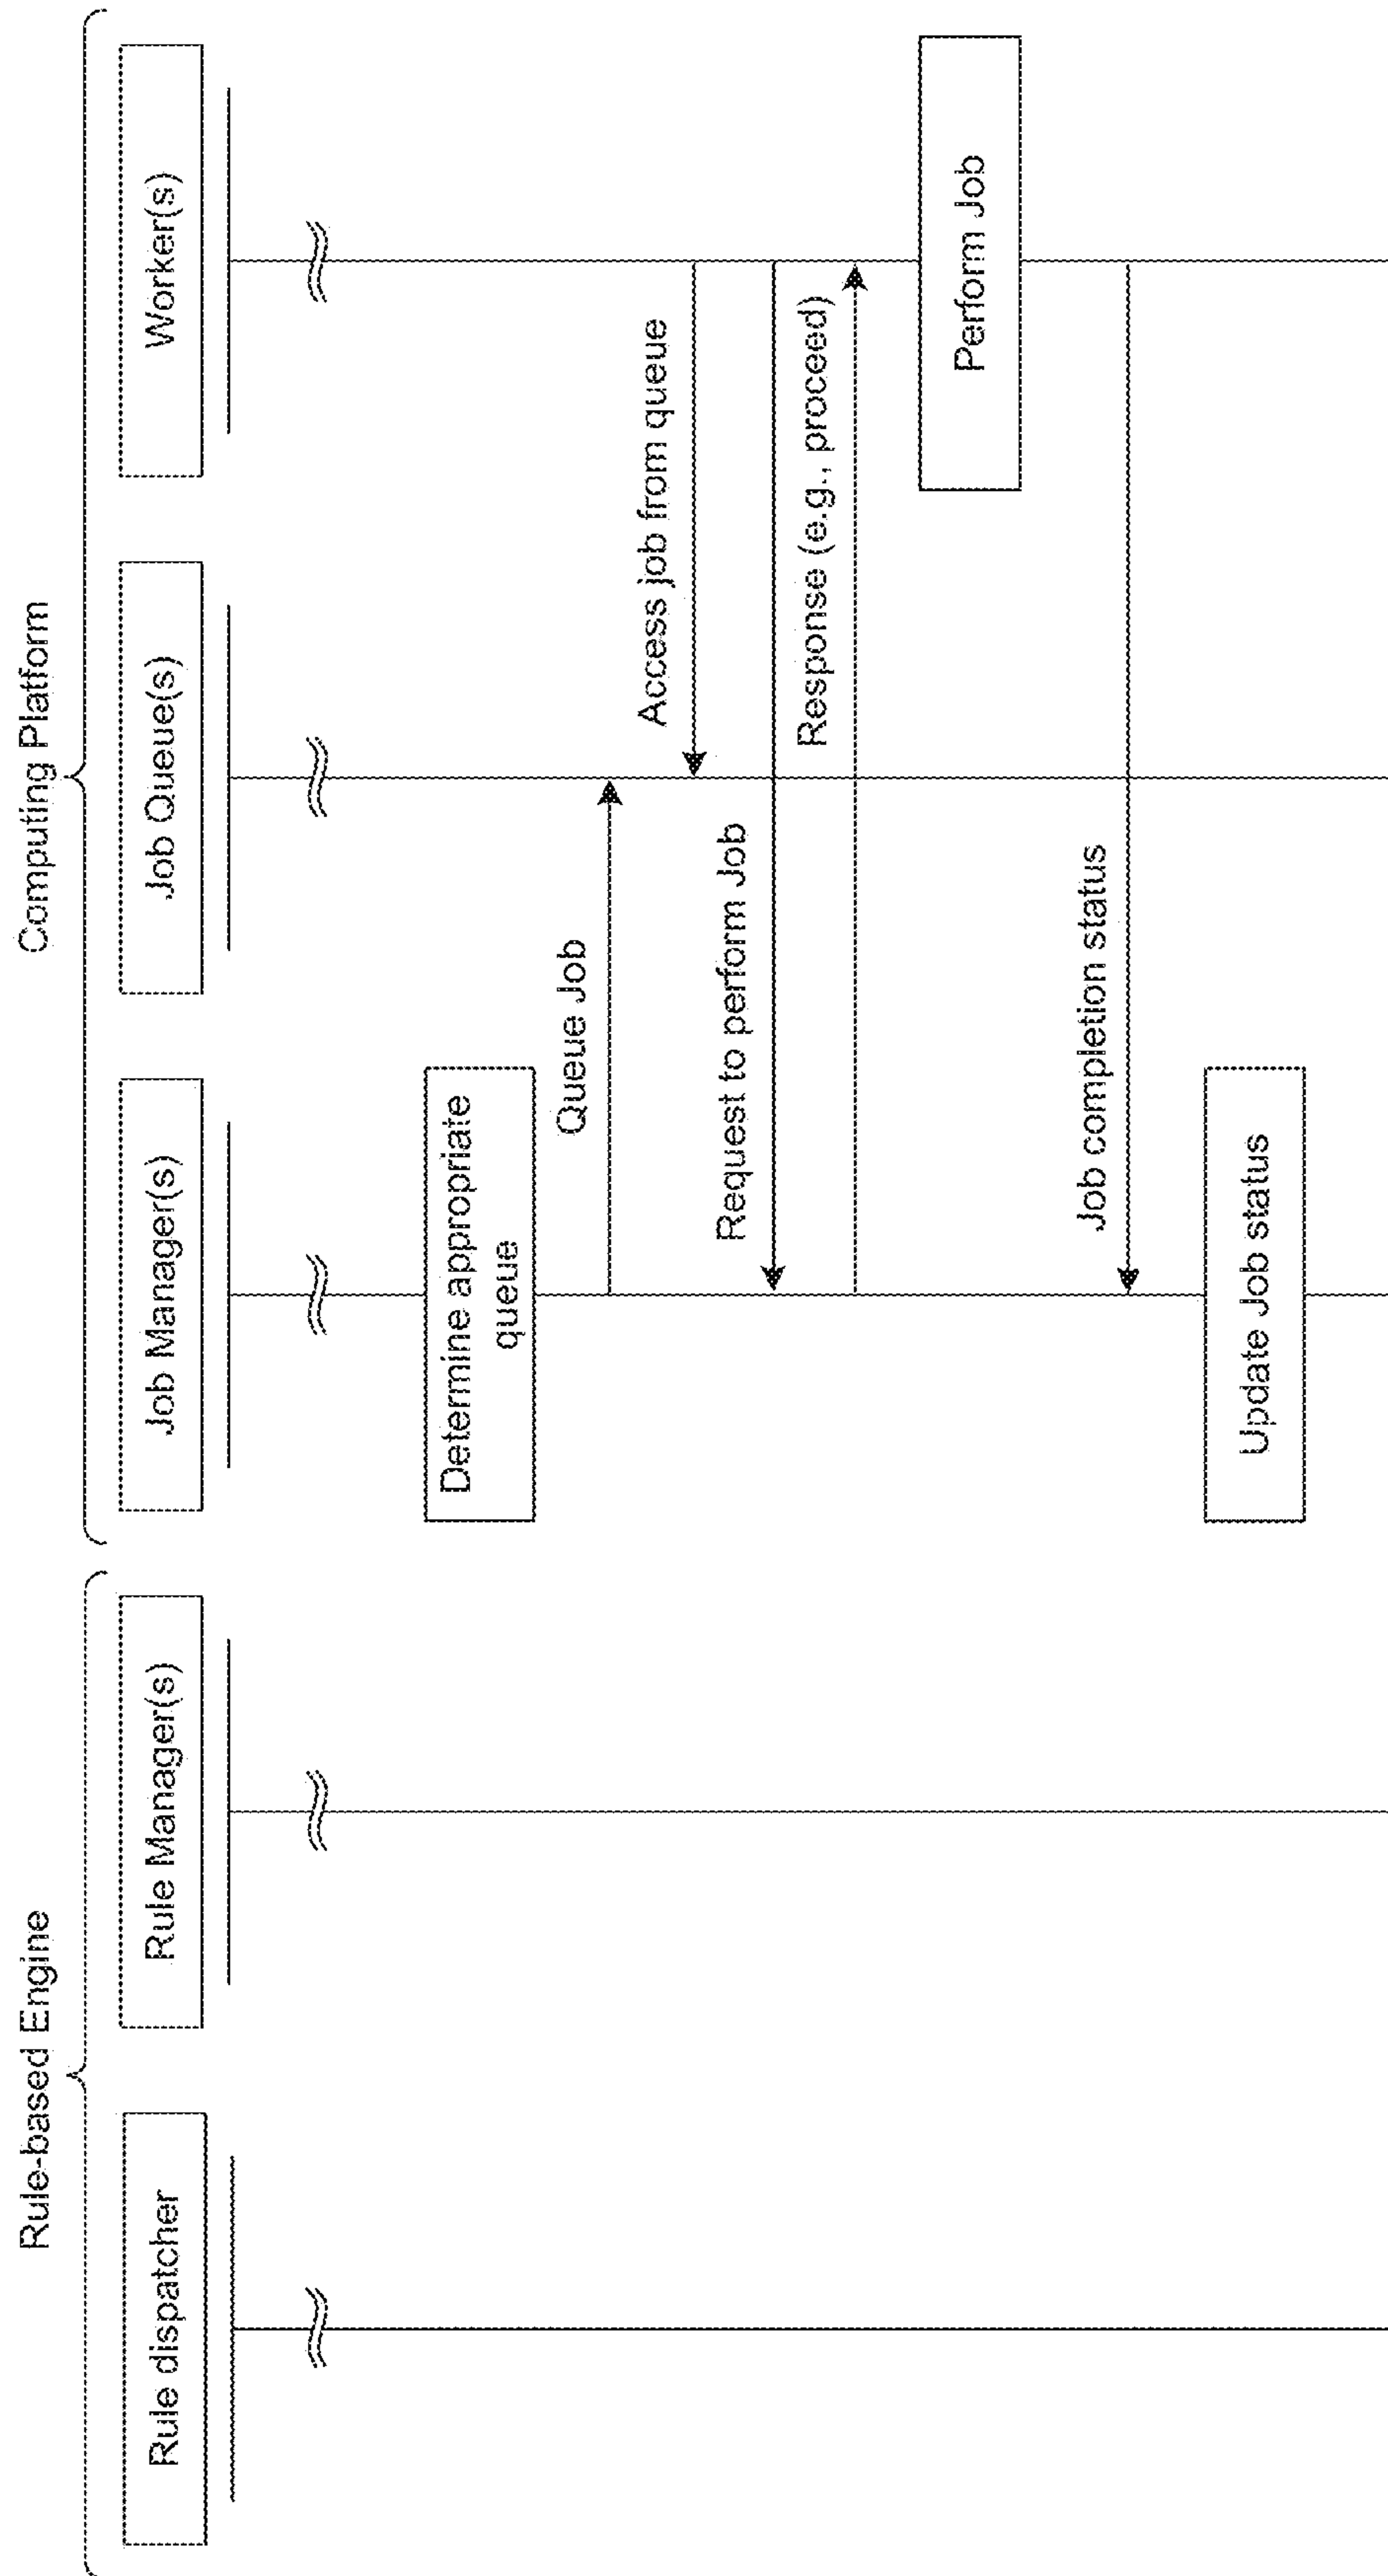 Rule-based Engine
Computing Platform
Rule dispatcher
Rule Manager(s)
Job Manager(s)
Job Queue(s)
Worker(s)
Determine appropriate
queue
Queue Job
Access job from queue
Request to perform Job
Response (e.g., proceed)
Perform Job
Job completion status
Update Job status